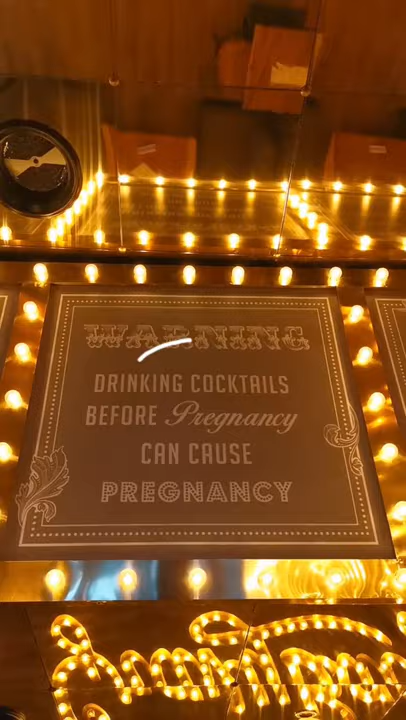 WARNING
DRINKING COCKTAILS
BEFORE Pregnancy
CAN CAUSE
PREGNANCY